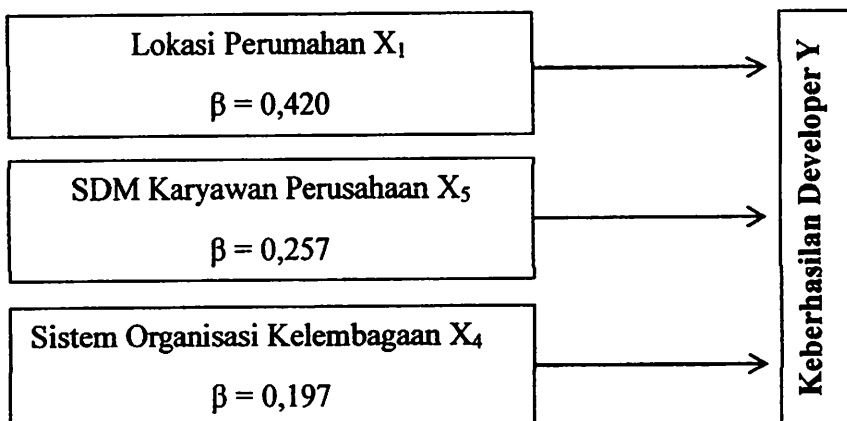 Lokasi Perumahan X₁
β = 0,420
SDM Karyawan Perusahaan X₅
β = 0,257
Sistem Organisasi Kelembagaan X₄
β = 0,197
Keberhasilan Developer Y